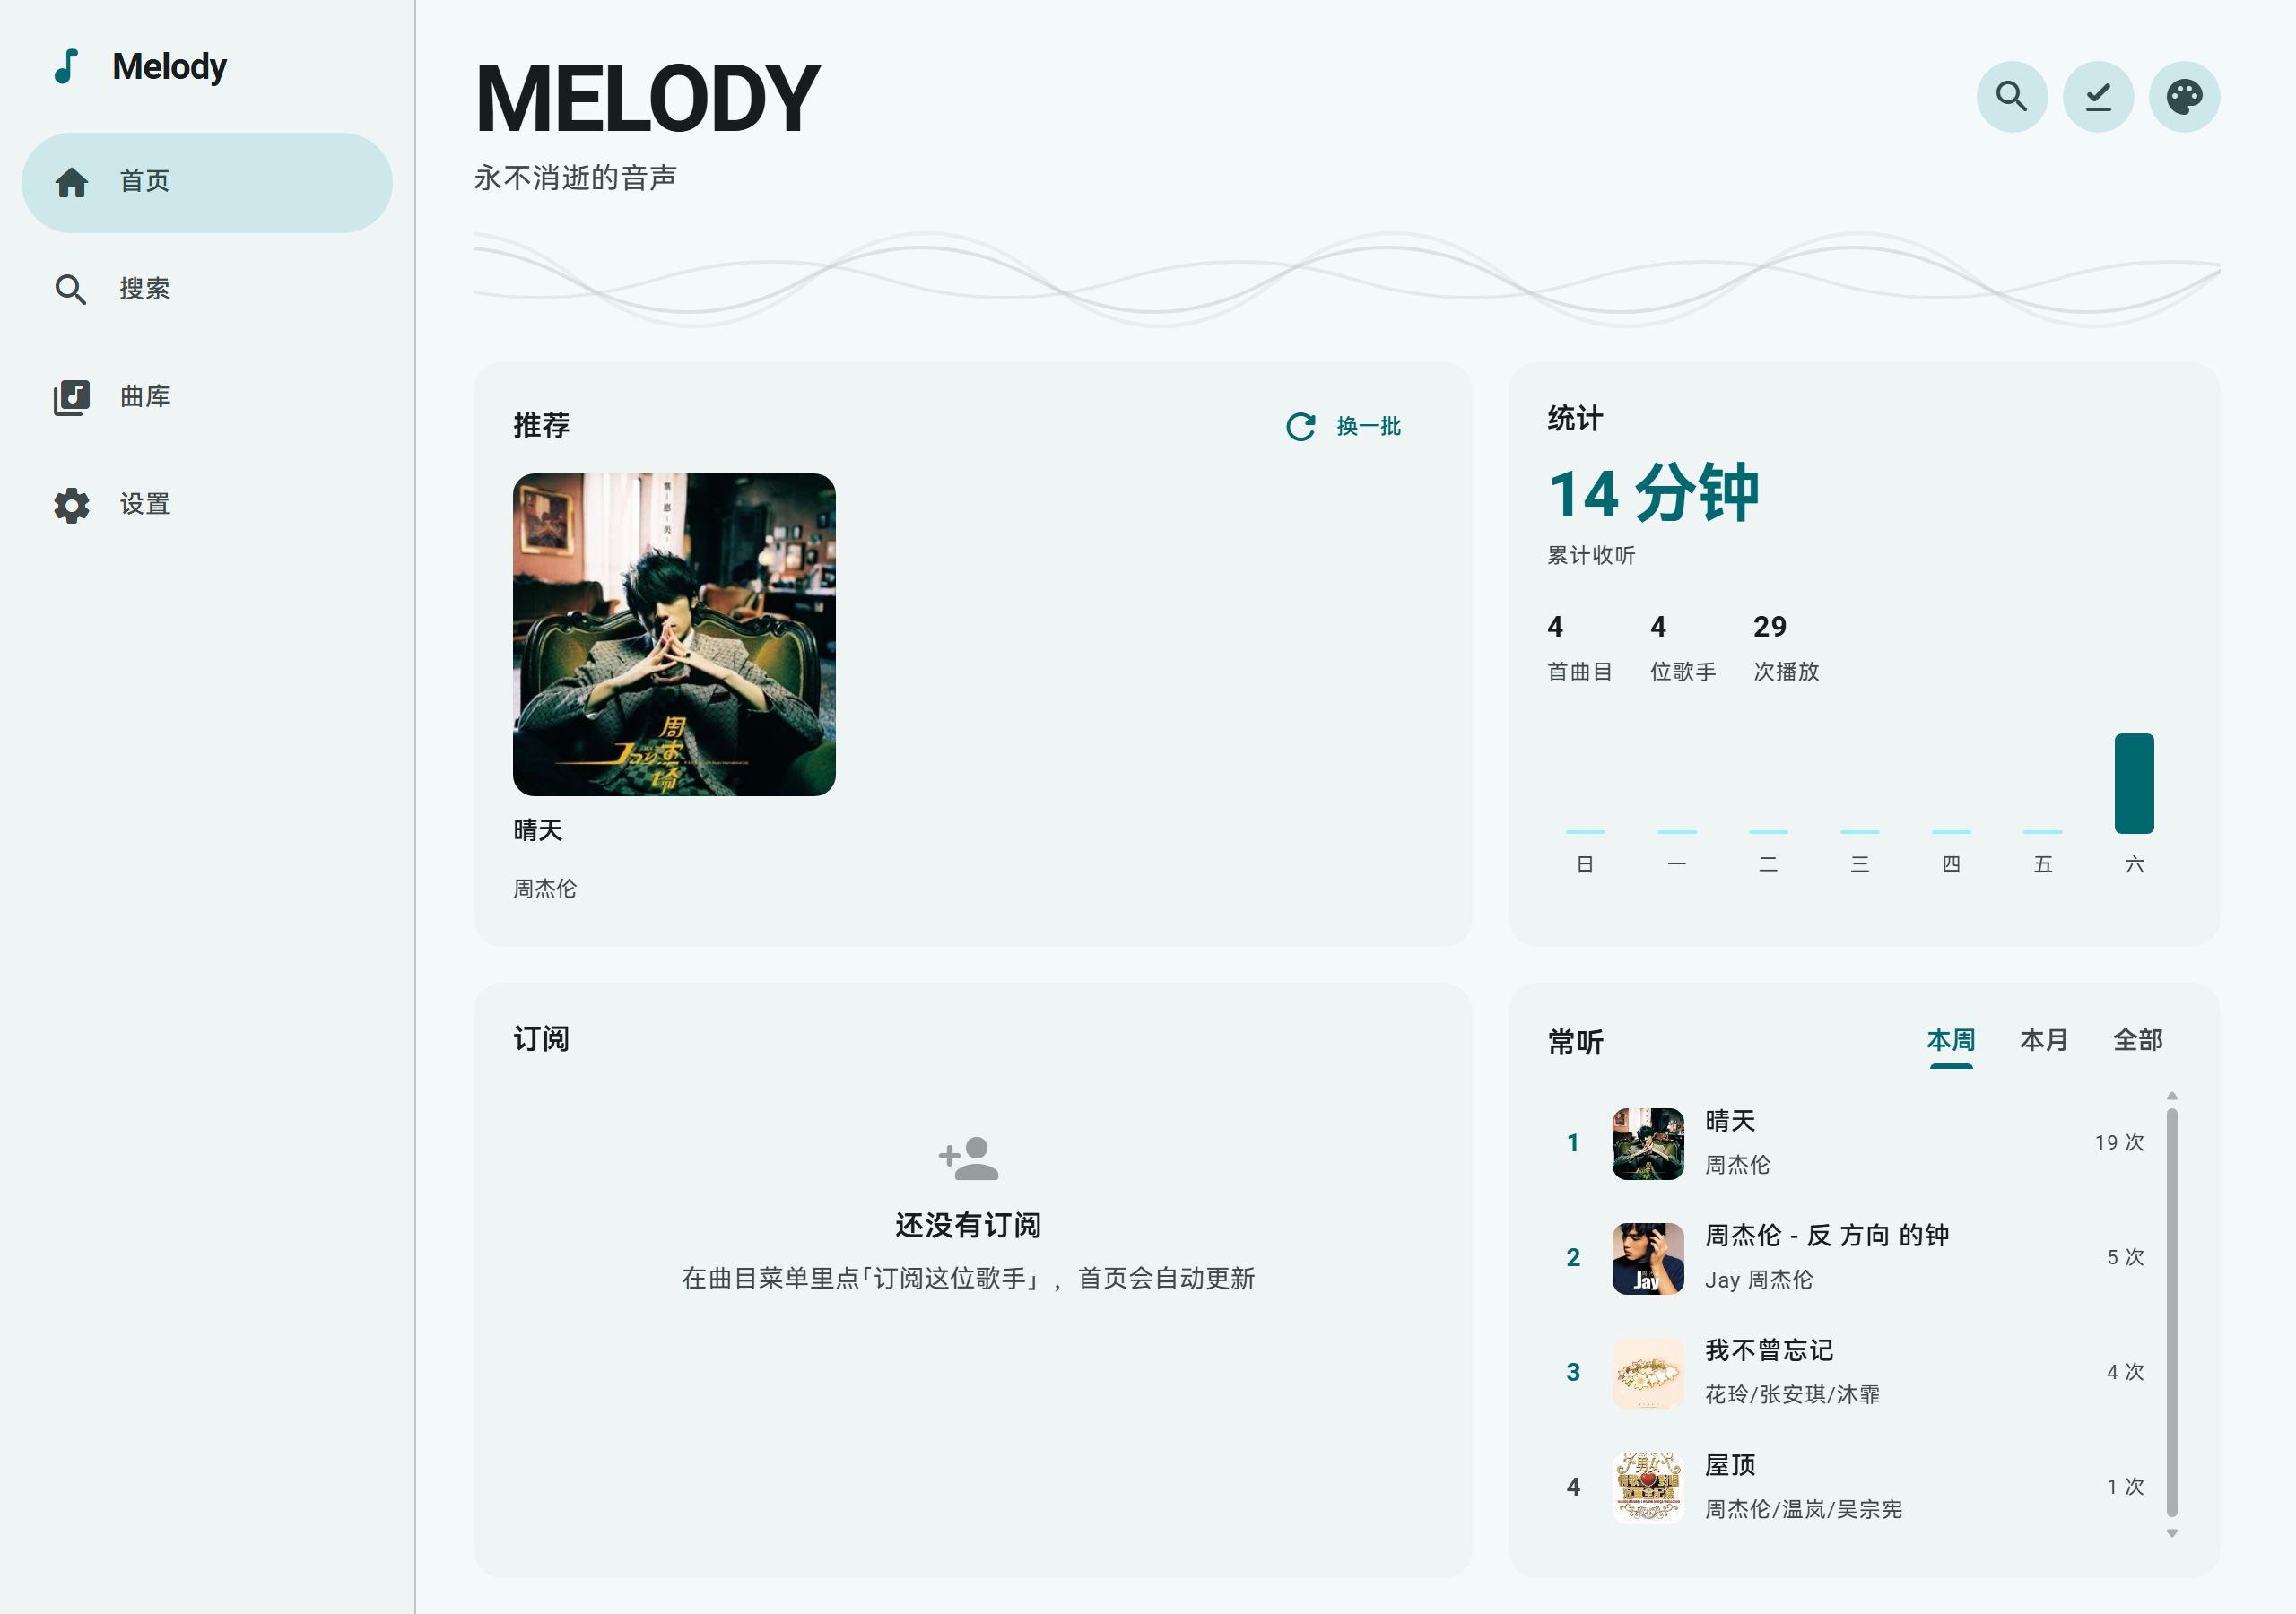 Melody
首页
搜索
曲库
设置
MELODY
永不消逝的音声
推荐
换一批
周
杰
伦
Jay
晴天
周杰伦
统计
14 分钟
累计收听
4
首曲目
4
位歌手
29
次播放
日 一 二 三 四 五 六
订阅
还没有订阅
在曲目菜单里点「订阅这位歌手」，首页会自动更新
常听
本周 本月 全部
1
晴天
周杰伦
19 次
2
Jay
周杰伦 - 反 方向 的钟
Jay 周杰伦
5 次
3
我不曾忘记
花玲/张安琪/沐霏
4 次
4
男女
屋顶
周杰伦/温岚/吴宗宪
1 次